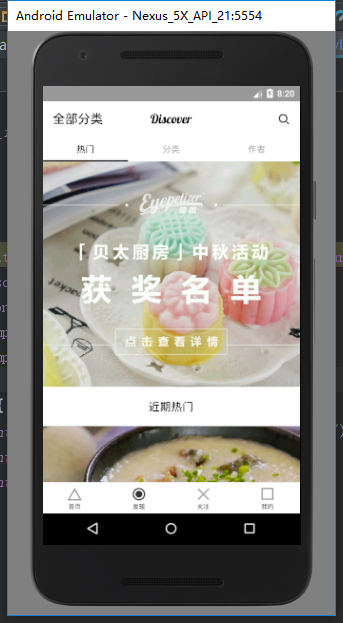 Android Emulator - Nexus_5X_API_21:5554
8:20
全部分类 Discover
热门 分类 作者
Eyepetizer
「贝太厨房」中秋活动
获奖名单
点击查看详情
近期热门
首页 发现 关注 我的